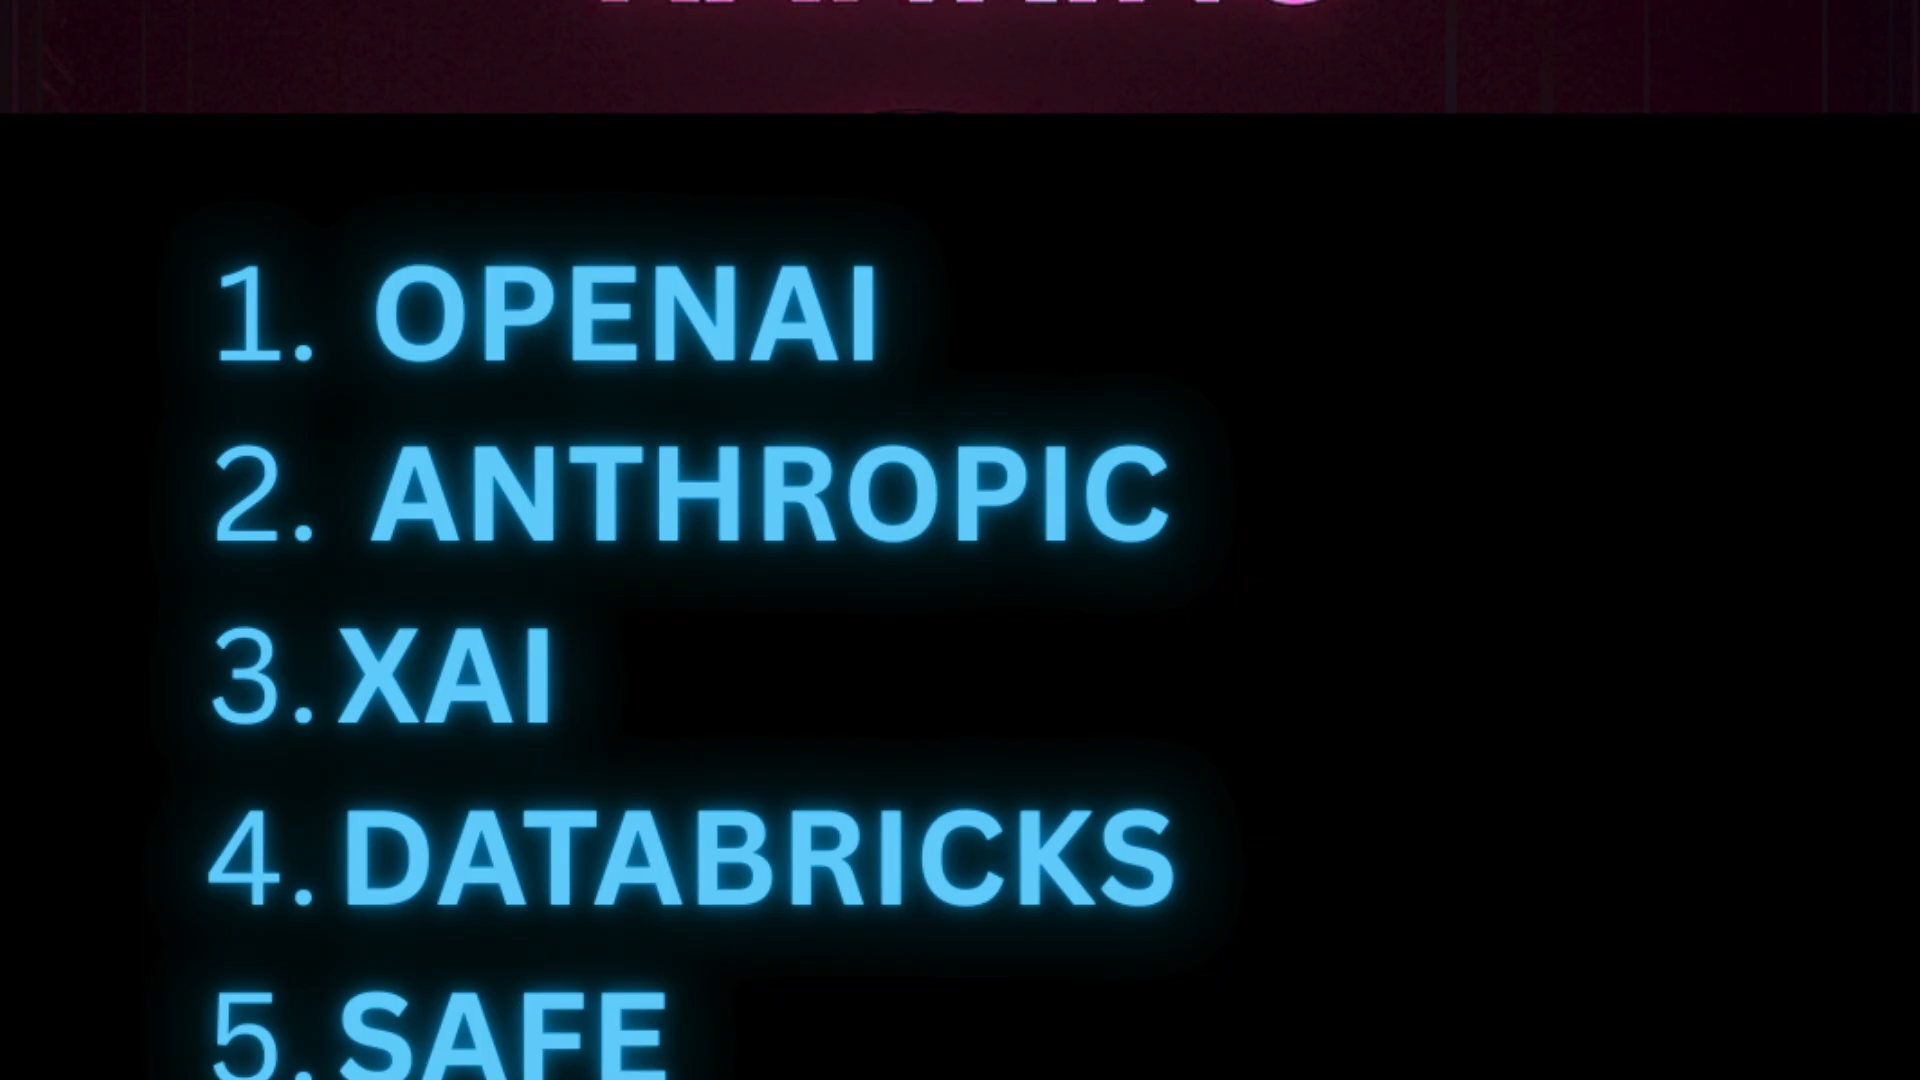 1. OPENAI
2. ANTHROPIC
3. XAI
4. DATABRICKS
5. SAFE